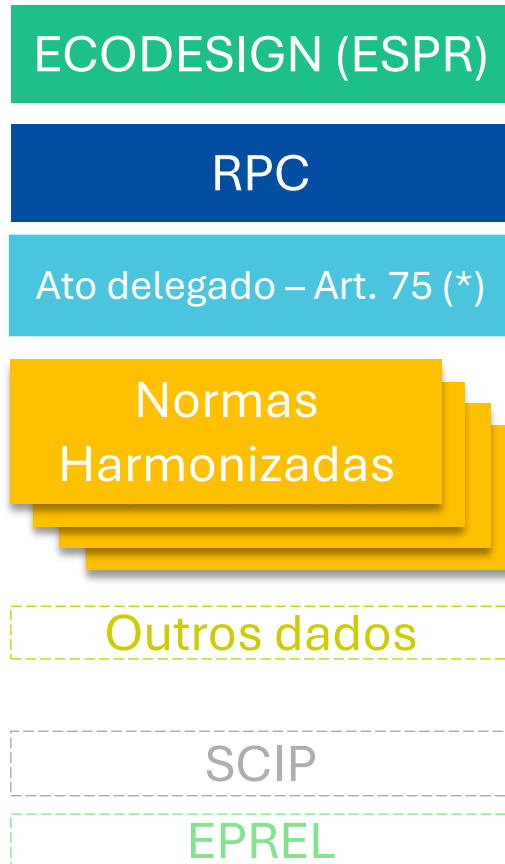 ECODESIGN (ESPR)
RPC
Ato delegado – Art. 75 (*)
Normas
Harmonizadas
Outros dados
SCIP
EPREL